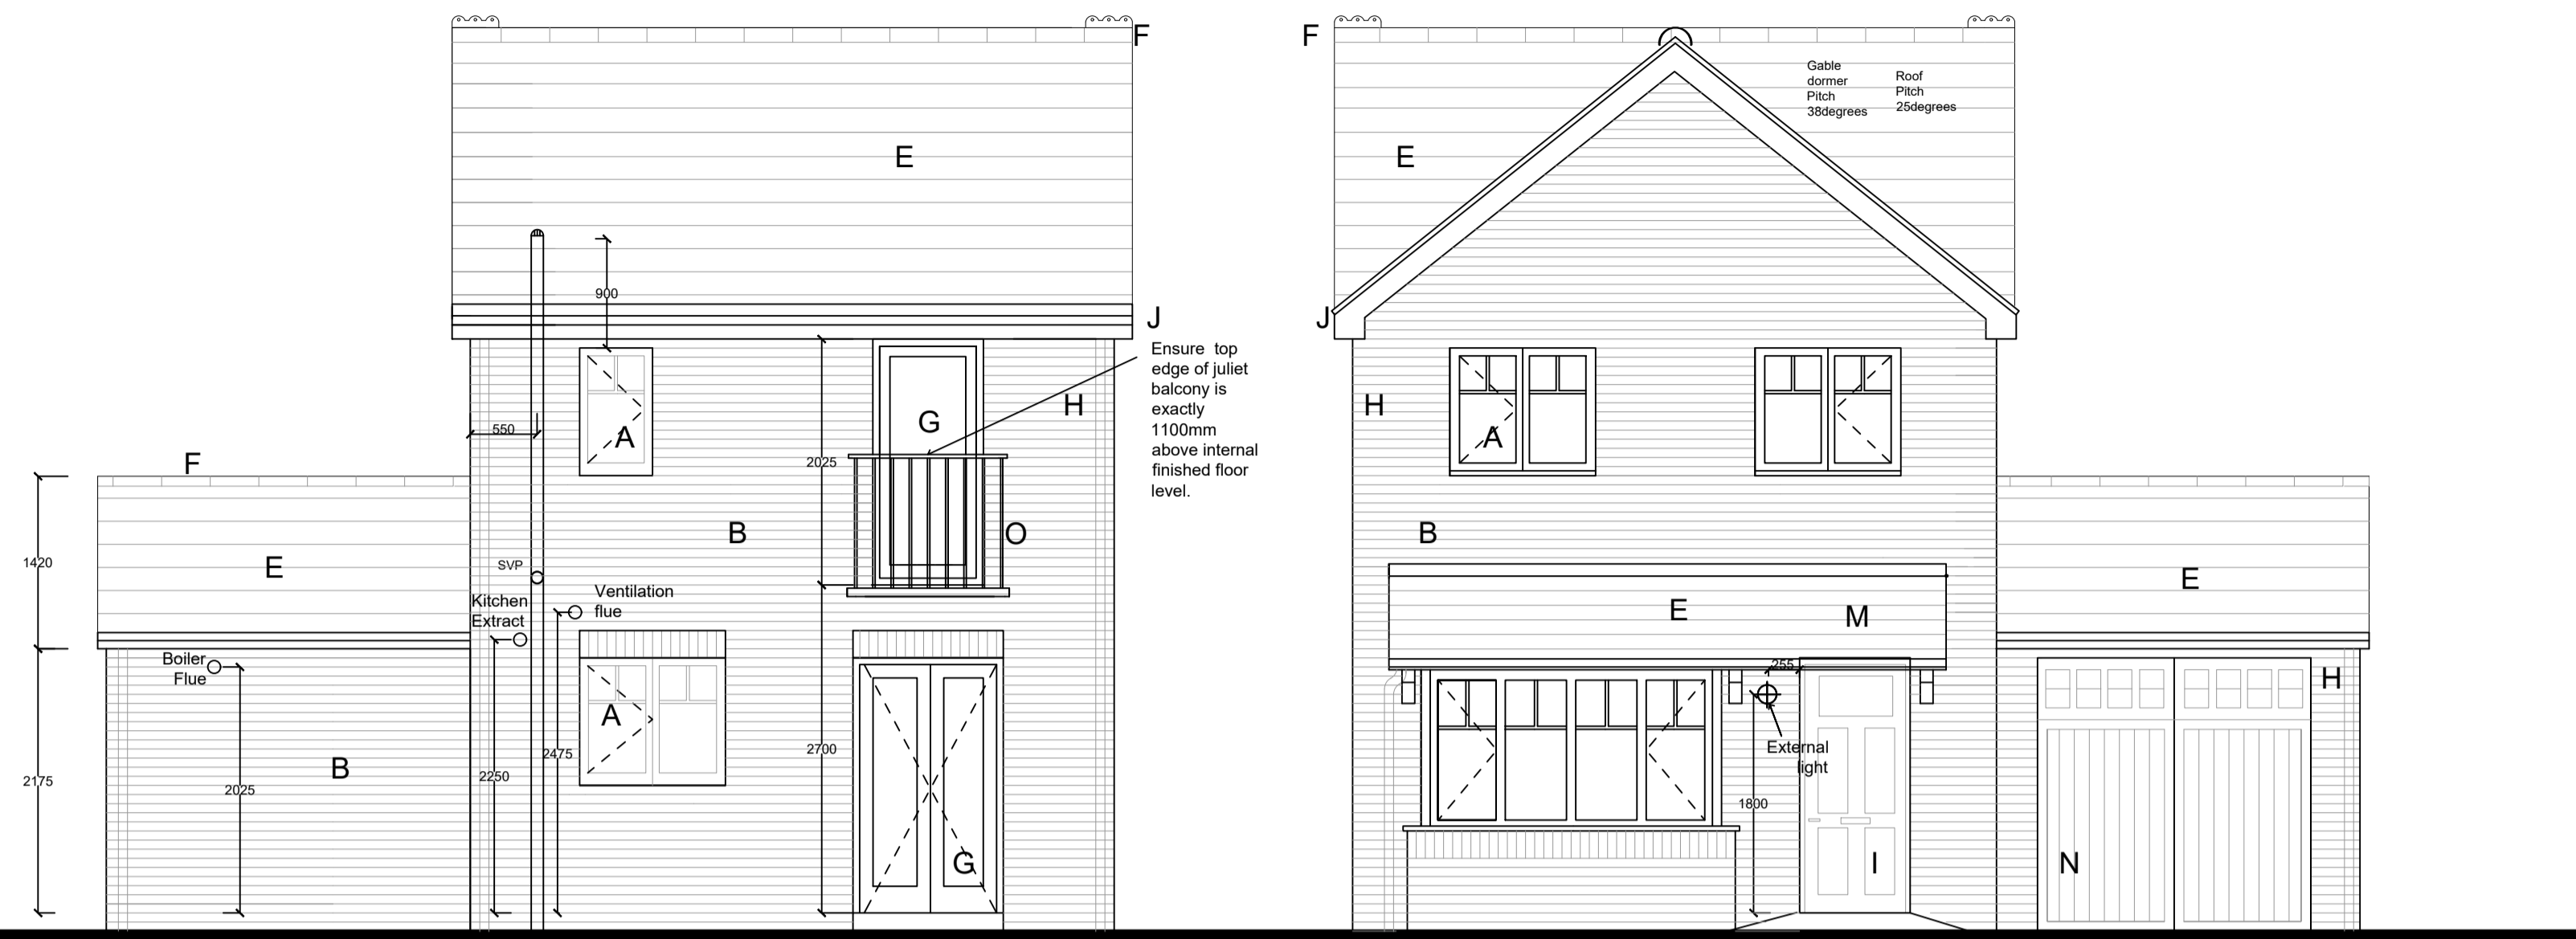 F
E
900
J
Ensure top
edge of juliet
balcony is
exactly
1100mm
above internal
finished floor
level.
H
G
A
550
2025
F
B
O
1420
E
SVP
Kitchen
Extract
Ventilation
flue
Boiler
Flue
A
2475
2700
2250
2175
2025
B
G
F
Gable
dormer
Pitch
38degrees
Roof
Pitch
25degrees
E
J
H
A
B
E
M
E
255
H
External
light
1800
I
N